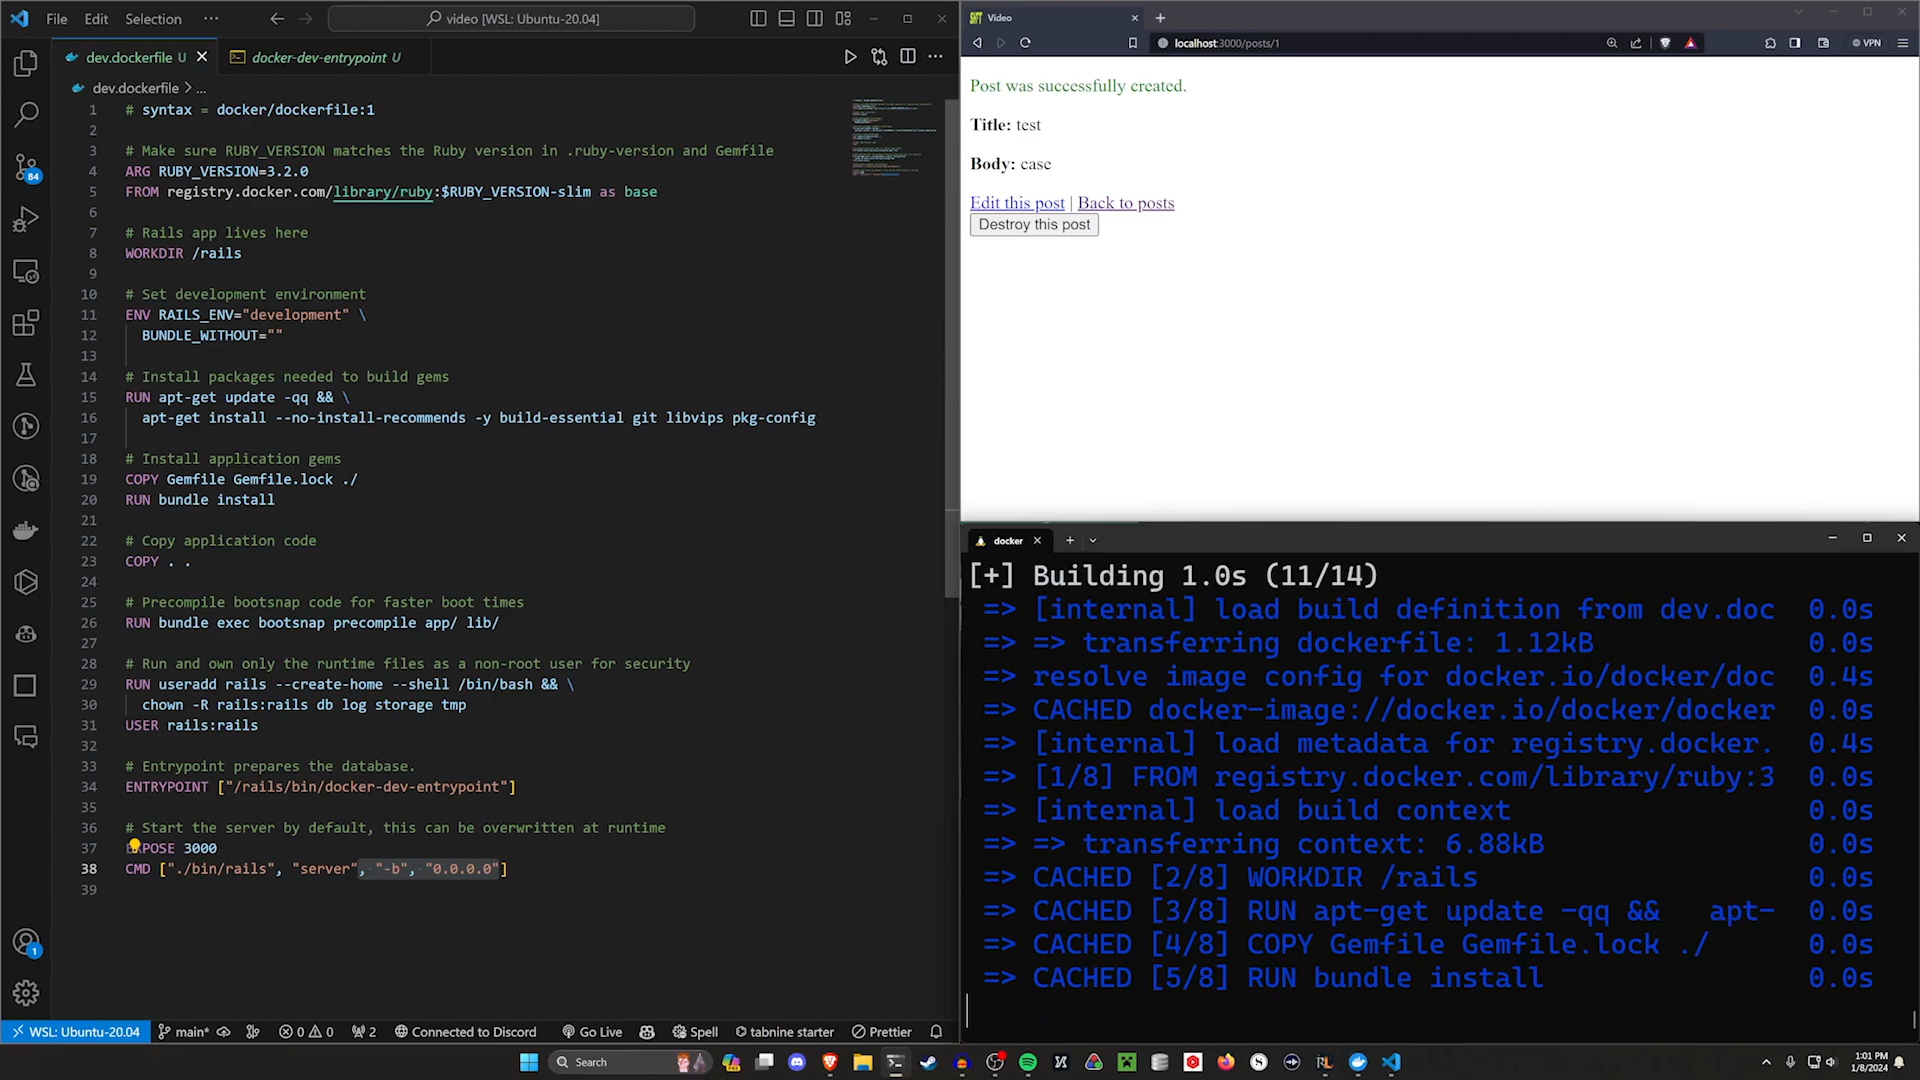 File Edit Selection ···
video [WSL: Ubuntu-20.04]
dev.dockerfile U
docker-dev-entrypoint U
dev.dockerfile > ...
1 # syntax = docker/dockerfile:1
2
3 # Make sure RUBY_VERSION matches the Ruby version in .ruby-version and Gemfile
4 ARG RUBY_VERSION=3.2.0
5 FROM registry.docker.com/library/ruby:$RUBY_VERSION-slim as base
6
7 # Rails app lives here
8 WORKDIR /rails
9
10 # Set development environment
11 ENV RAILS_ENV="development" \
12 BUNDLE_WITHOUT=""
13
14 # Install packages needed to build gems
15 RUN apt-get update -qq && \
16 apt-get install --no-install-recommends -y build-essential git libvips pkg-config
17
18 # Install application gems
19 COPY Gemfile Gemfile.lock ./
20 RUN bundle install
21
22 # Copy application code
23 COPY . .
24
25 # Precompile bootsnap code for faster boot times
26 RUN bundle exec bootsnap precompile app/ lib/
27
28 # Run and own only the runtime files as a non-root user for security
29 RUN useradd rails --create-home --shell /bin/bash && \
30 chown -R rails:rails db log storage tmp
31 USER rails:rails
32
33 # Entrypoint prepares the database.
34 ENTRYPOINT ["/rails/bin/docker-dev-entrypoint"]
35
36 # Start the server by default, this can be overwritten at runtime
37 EXPOSE 3000
38 CMD ["./bin/rails", "server", "-b", "0.0.0.0"]
39
84
1
WSL: Ubuntu-20.04 main* 0 0 2 Connected to Discord Go Live Spell tabnine starter Prettier
Video
localhost:3000/posts/1
VPN
Post was successfully created.
Title: test
Body: case
Edit this post | Back to posts
Destroy this post
docker
[+] Building 1.0s (11/14)
=> [internal] load build definition from dev.doc 0.0s
=> => transferring dockerfile: 1.12kB 0.0s
=> resolve image config for docker.io/docker/doc 0.4s
=> CACHED docker-image://docker.io/docker/docker 0.0s
=> [internal] load metadata for registry.docker. 0.4s
=> [1/8] FROM registry.docker.com/library/ruby:3 0.0s
=> [internal] load build context 0.0s
=> => transferring context: 6.88kB 0.0s
=> CACHED [2/8] WORKDIR /rails 0.0s
=> CACHED [3/8] RUN apt-get update -qq && apt- 0.0s
=> CACHED [4/8] COPY Gemfile Gemfile.lock ./ 0.0s
=> CACHED [5/8] RUN bundle install 0.0s
Search
1:01 PM
1/8/2024